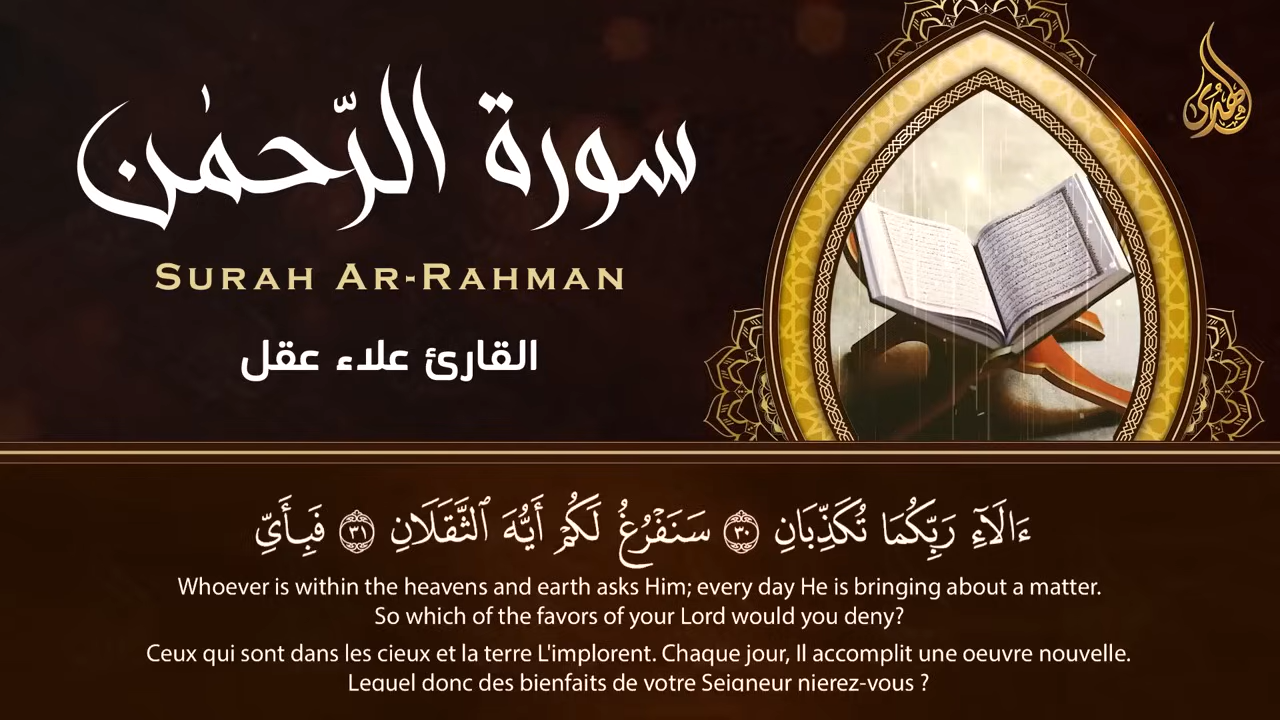 سورة الرّحمٰن
SURAH AR-RAHMAN
القارئ علاء عقل
هدى
ءَالَآءِ رَبِّكُمَا تُكَذِّبَانِ ٣٠ سَنَفْرُغُ لَكُمْ أَيُّهَ ٱلثَّقَلَانِ ٣١ فَبِأَيِّ
Whoever is within the heavens and earth asks Him; every day He is bringing about a matter.
So which of the favors of your Lord would you deny?
Ceux qui sont dans les cieux et la terre L'implorent. Chaque jour, Il accomplit une oeuvre nouvelle.
Lequel donc des bienfaits de votre Seigneur nierez-vous ?